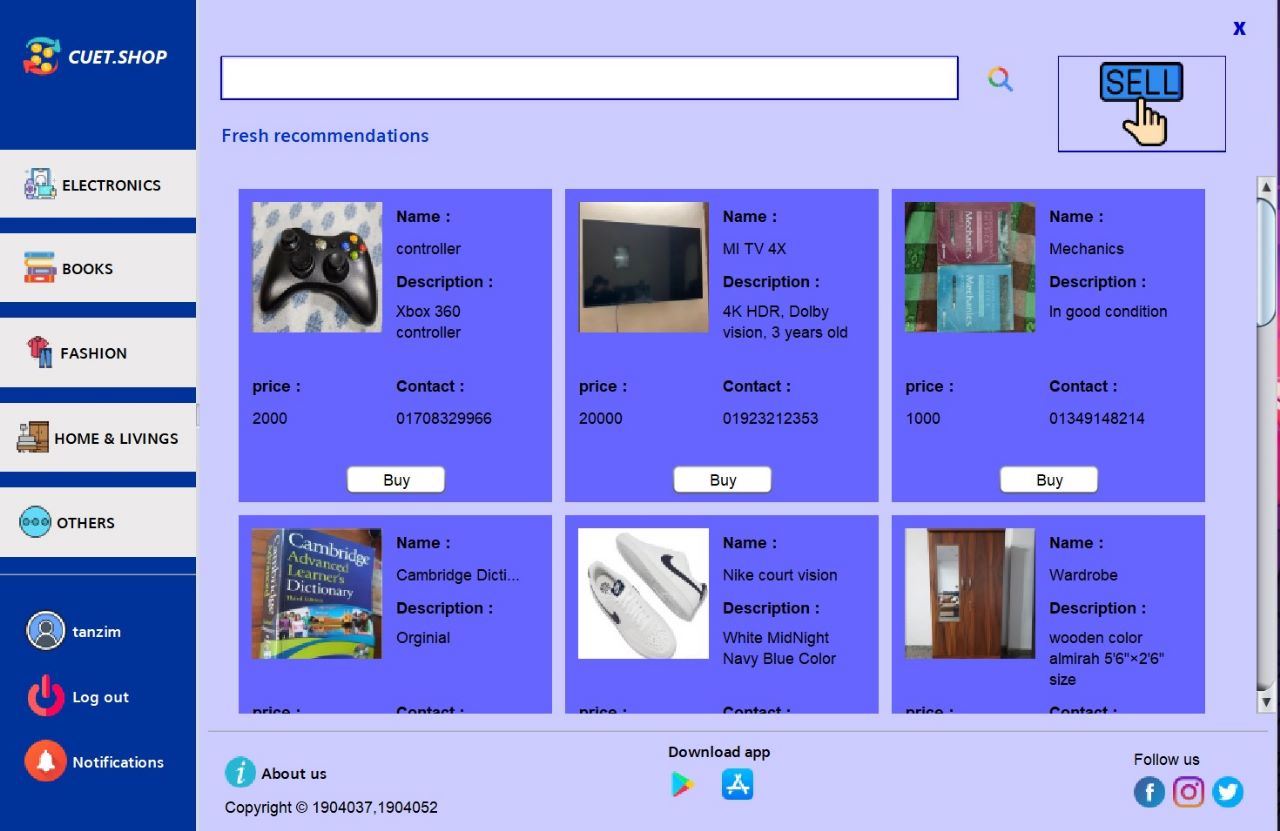 X
CUET.SHOP
SELL
Fresh recommendations
ELECTRONICS
BOOKS
FASHION
HOME & LIVINGS
OTHERS
tanzim
Log out
Notifications
Name :
controller
Description :
Xbox 360
controller
price :
2000
Contact :
01708329966
Buy
Name :
MI TV 4X
Description :
4K HDR, Dolby
vision, 3 years old
price :
20000
Contact :
01923212353
Buy
Mechanics
Mechanics
Name :
Mechanics
Description :
In good condition
price :
1000
Contact :
01349148214
Buy
Cambridge
Advanced
Learner's
Dictionary
Third Edition
Name :
Cambridge Dicti...
Description :
Orginial
price :
Contact :
Name :
Nike court vision
Description :
White MidNight
Navy Blue Color
price :
Contact :
Name :
Wardrobe
Description :
wooden color
almirah 5'6"×2'6"
size
price :
Contact :
About us
Copyright © 1904037,1904052
Download app
Follow us